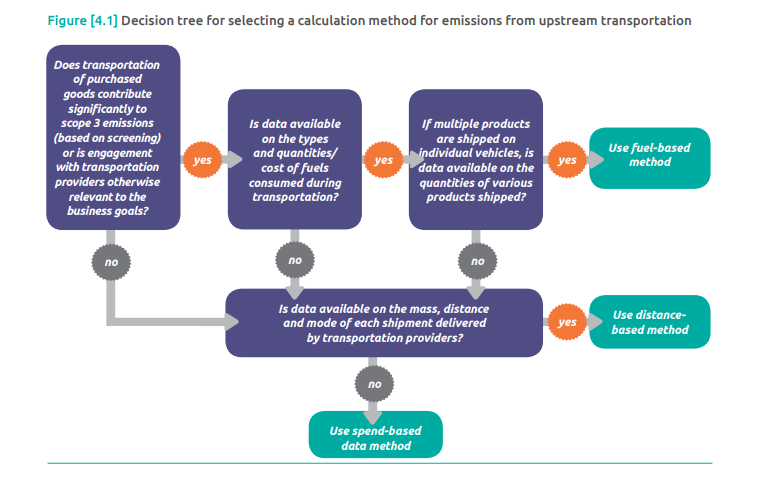 Figure [4.1] Decision tree for selecting a calculation method for emissions from upstream transportation
Does transportation
of purchased
goods contribute
significantly to
scope 3 emissions
(based on screening)
or is engagement
with transportation
providers otherwise
relevant to the
business goals?
yes
Is data available
on the types
and quantities/
cost of fuels
consumed during
transportation?
yes
If multiple products
are shipped on
individual vehicles, is
data available on the
quantities of various
products shipped?
yes
Use fuel-based
method
no
no
no
Is data available on the mass, distance
and mode of each shipment delivered
by transportation providers?
yes
Use distance-
based method
no
Use spend-based
data method